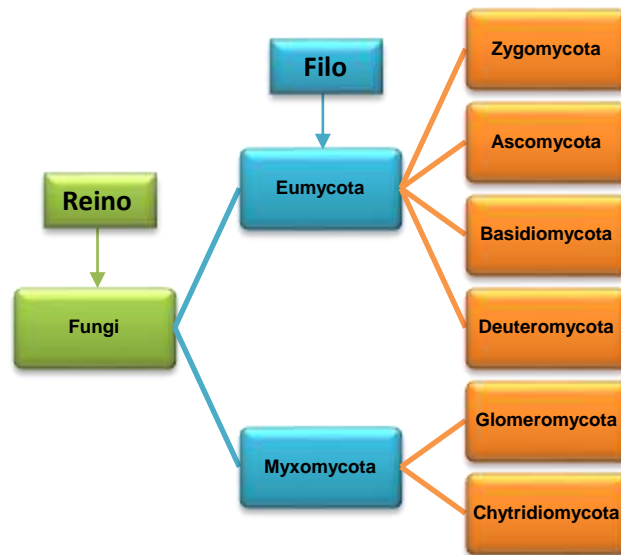 Reino
Fungi
Filo
Eumycota
Myxomycota
Zygomycota
Ascomycota
Basidiomycota
Deuteromycota
Glomeromycota
Chytridiomycota